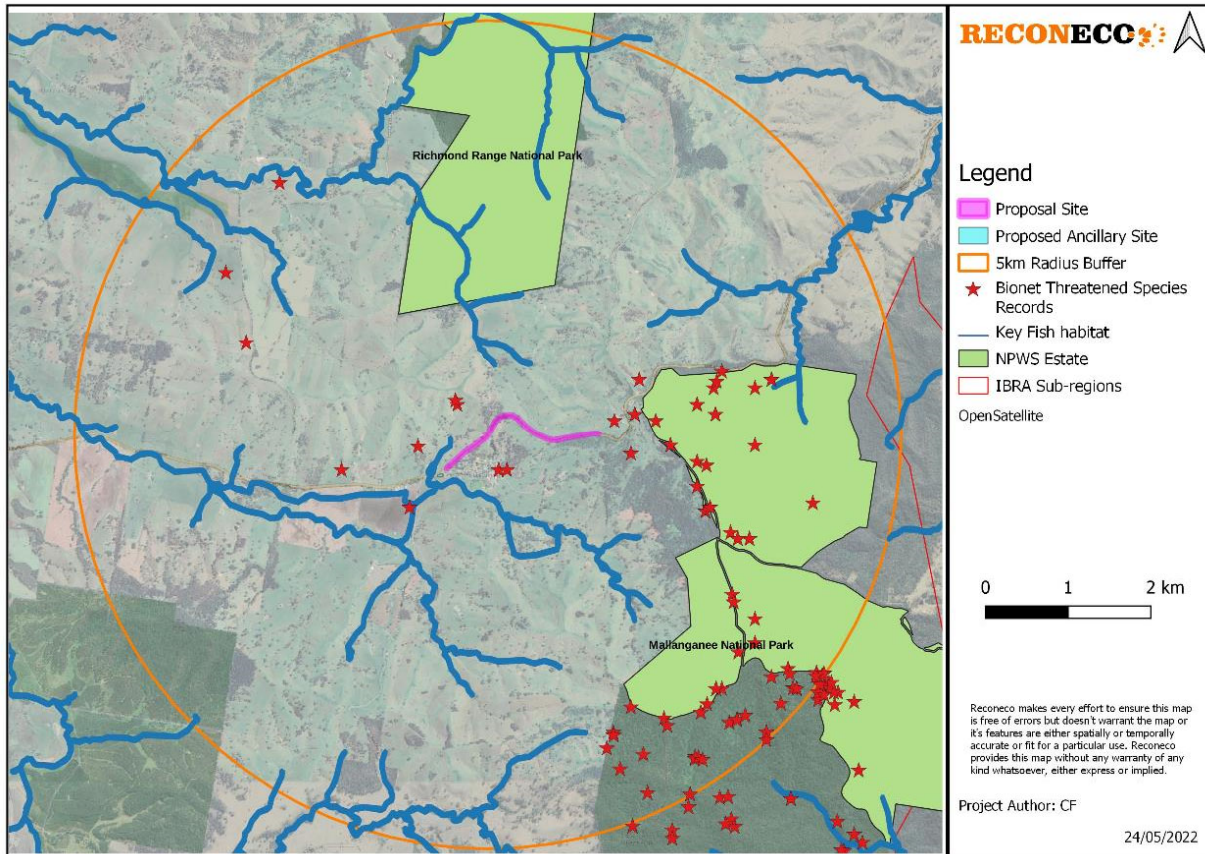 Richmond Range National Park
Mallanganee National Park
RECONECO
Legend
Proposal Site
Proposed Ancillary Site
5km Radius Buffer
Bionet Threatened Species
Records
Key Fish habitat
NPWS Estate
IBRA Sub-regions
OpenSatellite
0 1 2 km
Reconeco makes every effort to ensure this map
is free of errors but doesn't warrant the map or
it's features are either spatially or temporally
accurate or fit for a particular use. Reconeco
provides this map without any warranty of any
kind whatsoever, either express or implied.
Project Author: CF
24/05/2022